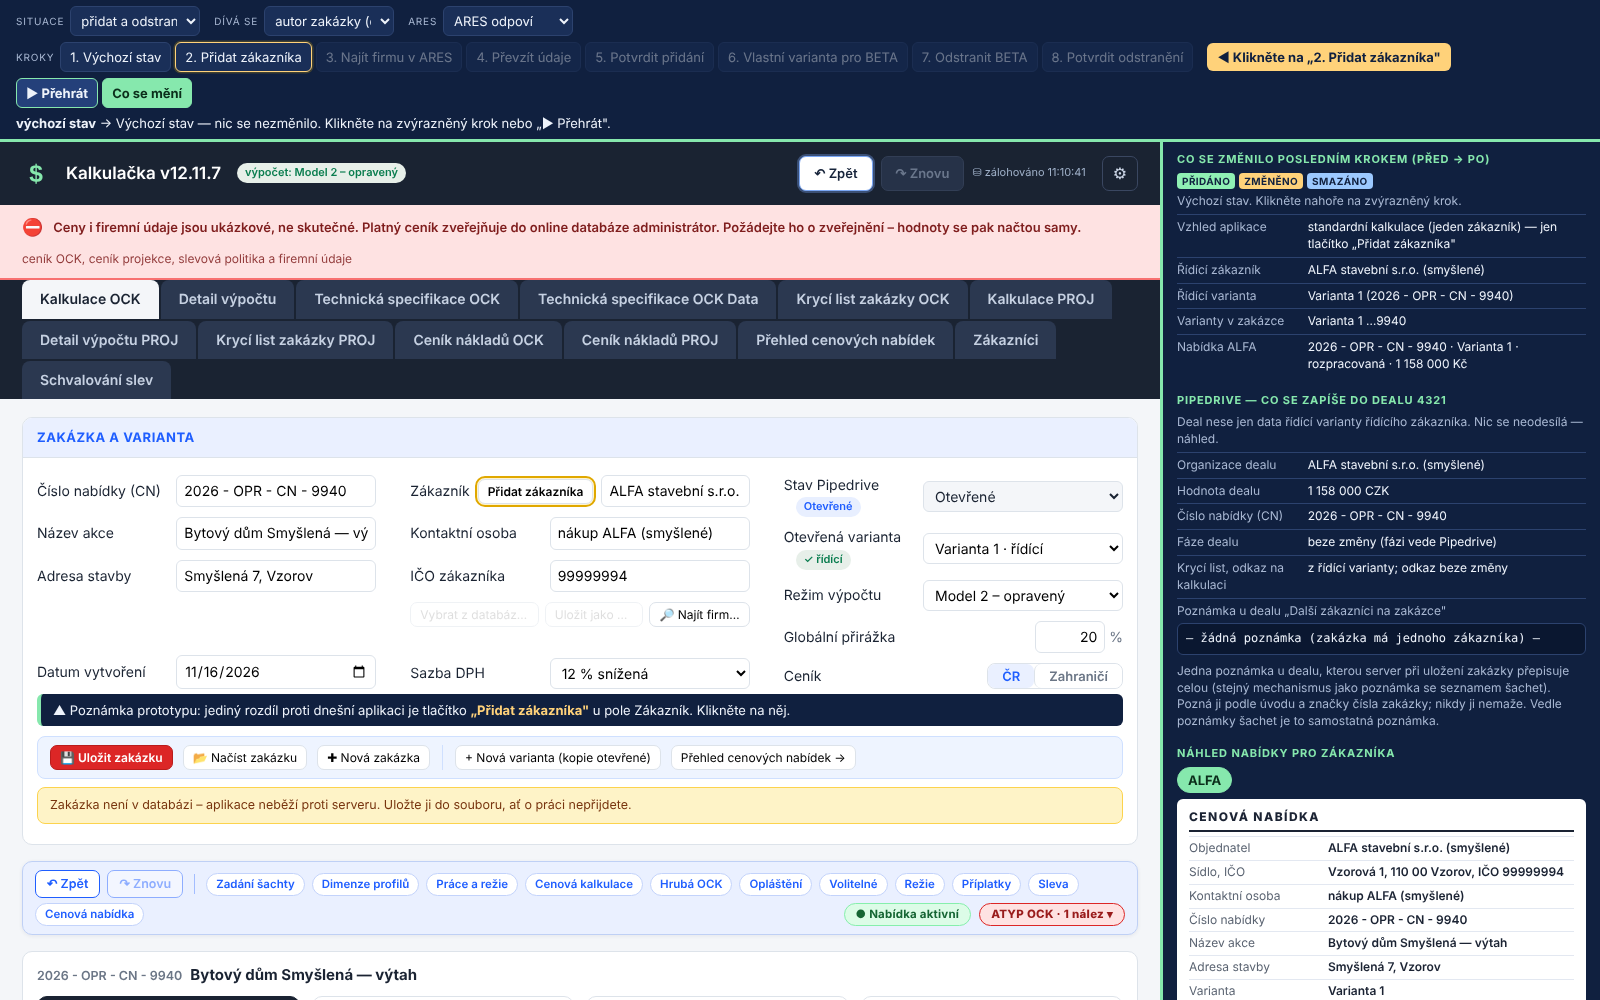 SITUACE přidat a odstran DÍVÁ SE autor zakázky ( ARES ARES odpoví
KROKY 1. Výchozí stav 2. Přidat zákazníka 3. Najít firmu v ARES 4. Převzít údaje 5. Potvrdit přidání 6. Vlastní varianta pro BETA 7. Odstranit BETA 8. Potvrdit odstranění ◀ Klikněte na „2. Přidat zákazníka"
▶ Přehrát Co se mění
výchozí stav → Výchozí stav — nic se nezměnilo. Klikněte na zvýrazněný krok nebo „▶ Přehrát".
$ Kalkulačka v12.11.7 výpočet: Model 2 – opravený ↶ Zpět ↷ Znovu zálohováno 11:10:41
Ceny i firemní údaje jsou ukázkové, ne skutečné. Platný ceník zveřejňuje do online databáze administrátor. Požádejte ho o zveřejnění – hodnoty se pak načtou samy.
ceník OCK, ceník projekce, slevová politika a firemní údaje
Kalkulace OCK Detail výpočtu Technická specifikace OCK Technická specifikace OCK Data Krycí list zakázky OCK Kalkulace PROJ
Detail výpočtu PROJ Krycí list zakázky PROJ Ceník nákladů OCK Ceník nákladů PROJ Přehled cenových nabídek Zákazníci
Schvalování slev
ZAKÁZKA A VARIANTA
Číslo nabídky (CN) 2026 - OPR - CN - 9940
Název akce Bytový dům Smyšlená — vý
Adresa stavby Smyšlená 7, Vzorov
Datum vytvoření 11/16/2026
Zákazník Přidat zákazníka ALFA stavební s.r.o.
Kontaktní osoba nákup ALFA (smyšlené)
IČO zákazníka 99999994
Vybrat z databáz... Uložit jako ... 🔎 Najít firm...
Sazba DPH 12 % snížená
Stav Pipedrive Otevřené
Otevřené
Otevřená varianta Varianta 1 · řídící
✓ řídící
Režim výpočtu Model 2 – opravený
Globální přirážka 20 %
Ceník ČR Zahraničí
▲ Poznámka prototypu: jediný rozdíl proti dnešní aplikaci je tlačítko „Přidat zákazníka" u pole Zákazník. Klikněte na něj.
💾 Uložit zakázku 📂 Načíst zakázku ✚ Nová zakázka + Nová varianta (kopie otevřené) Přehled cenových nabídek →
Zakázka není v databázi – aplikace neběží proti serveru. Uložte ji do souboru, ať o práci nepřijdete.
↶ Zpět ↷ Znovu Zadání šachty Dimenze profilů Práce a režie Cenová kalkulace Hrubá OCK Opláštění Volitelné Režie Příplatky Sleva
Cenová nabídka ● Nabídka aktivní ATYP OCK · 1 nález ▾
2026 - OPR - CN - 9940 Bytový dům Smyšlená — výtah
CO SE ZMĚNILO POSLEDNÍM KROKEM (PŘED → PO)
PŘIDÁNO ZMĚNĚNO SMAZÁNO
Výchozí stav. Klikněte nahoře na zvýrazněný krok.
Vzhled aplikace standardní kalkulace (jeden zákazník) — jen
tlačítko „Přidat zákazníka"
Řídící zákazník ALFA stavební s.r.o. (smyšlené)
Řídící varianta Varianta 1 (2026 - OPR - CN - 9940)
Varianty v zakázce Varianta 1 ...9940
Nabídka ALFA 2026 - OPR - CN - 9940 · Varianta 1 ·
rozpracovaná · 1 158 000 Kč
PIPEDRIVE — CO SE ZAPÍŠE DO DEALU 4321
Deal nese jen data řídící varianty řídícího zákazníka. Nic se neodesílá —
náhled.
Organizace dealu ALFA stavební s.r.o. (smyšlené)
Hodnota dealu 1 158 000 CZK
Číslo nabídky (CN) 2026 - OPR - CN - 9940
Fáze dealu beze změny (fázi vede Pipedrive)
Krycí list, odkaz na z řídící varianty; odkaz beze změny
kalkulaci
Poznámka u dealu „Další zákazníci na zakázce"
— žádná poznámka (zakázka má jednoho zákazníka) —
Jedna poznámka u dealu, kterou server při uložení zakázky přepisuje
celou (stejný mechanismus jako poznámka se seznamem šachet).
Pozná ji podle úvodu a značky čísla zakázky; nikdy ji nemaže. Vedle
poznámky šachet je to samostatná poznámka.
NÁHLED NABÍDKY PRO ZÁKAZNÍKA
ALFA
CENOVÁ NABÍDKA
Objednatel ALFA stavební s.r.o. (smyšlené)
Sídlo, IČO Vzorová 1, 110 00 Vzorov, IČO 99999994
Kontaktní osoba nákup ALFA (smyšlené)
Číslo nabídky 2026 - OPR - CN - 9940
Název akce Bytový dům Smyšlená — výtah
Adresa stavby Smyšlená 7, Vzorov
Varianta Varianta 1